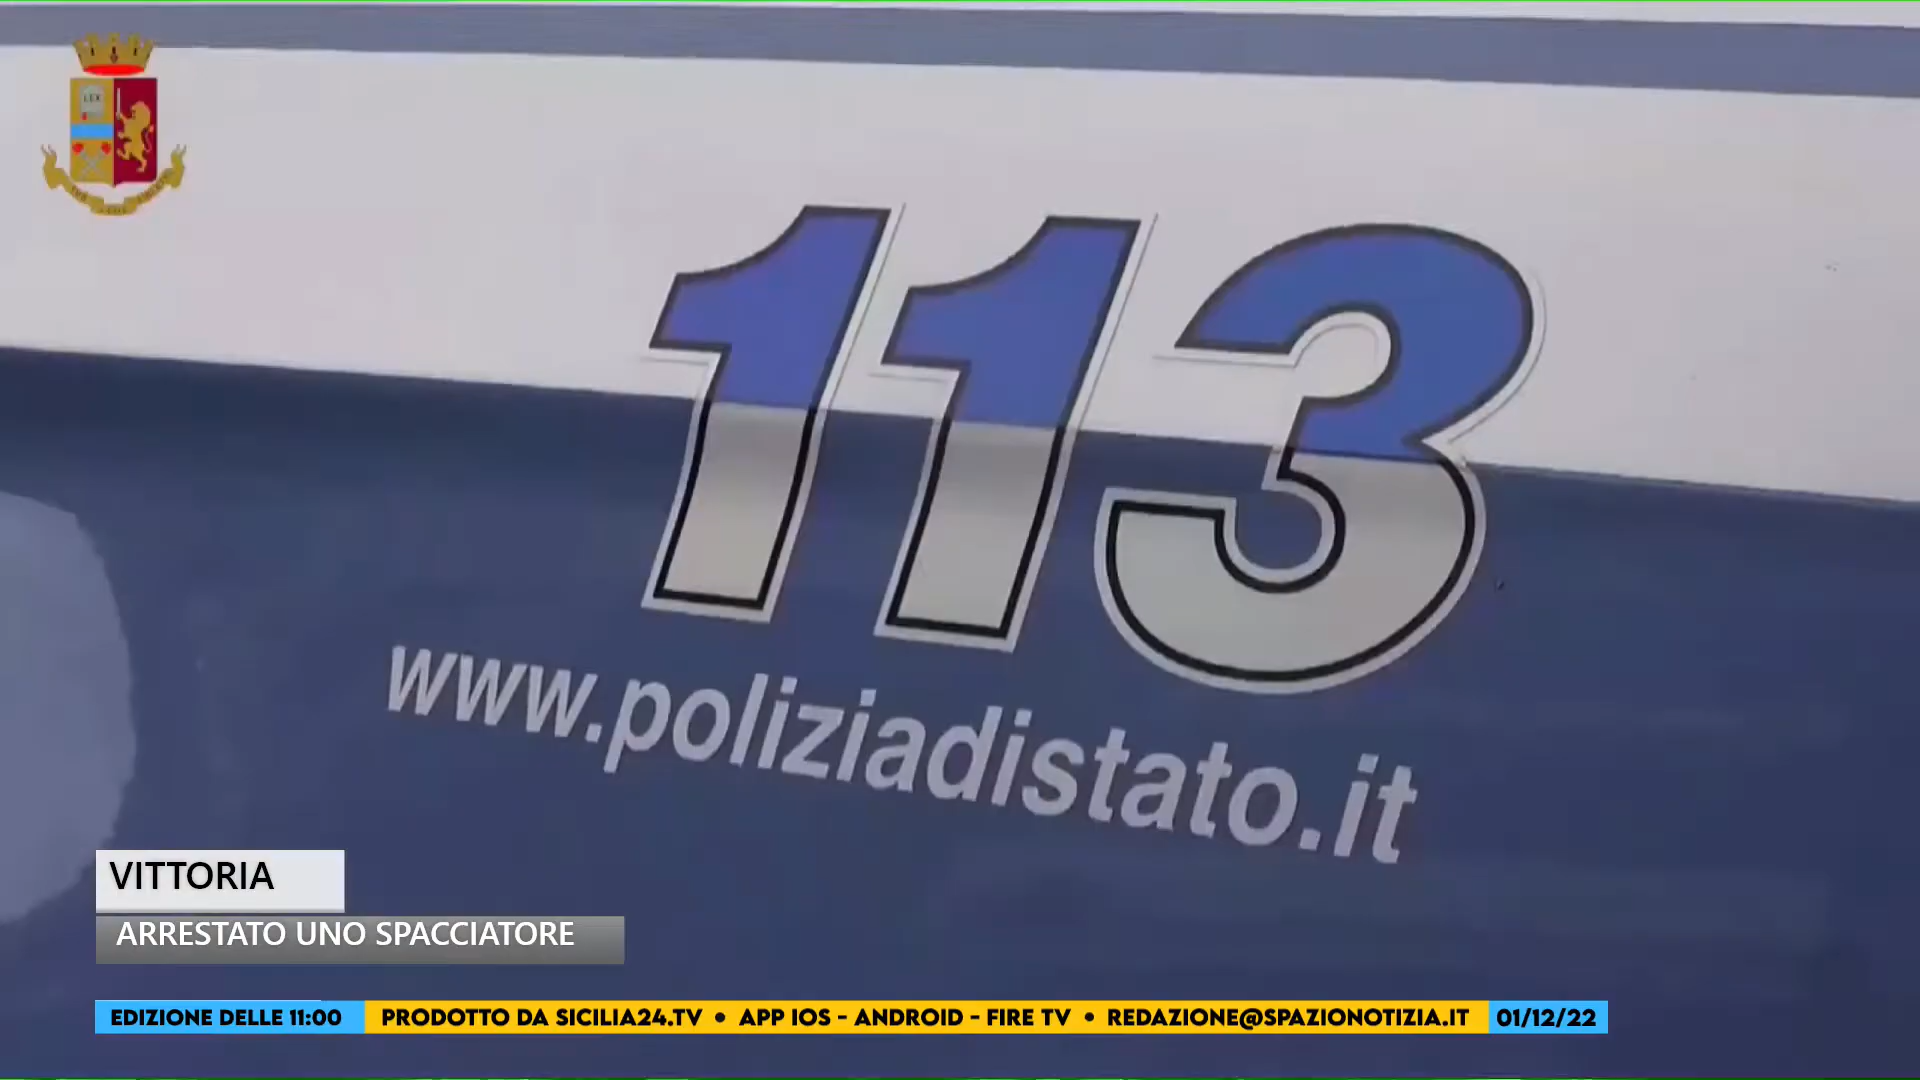 LEX
113
www.poliziadistato.it
VITTORIA
ARRESTATO UNO SPACCIATORE
EDIZIONE DELLE 11:00 PRODOTTO DA SICILIA24.TV • APP IOS - ANDROID - FIRE TV • REDAZIONE@SPAZIONOTIZIA.IT 01/12/22